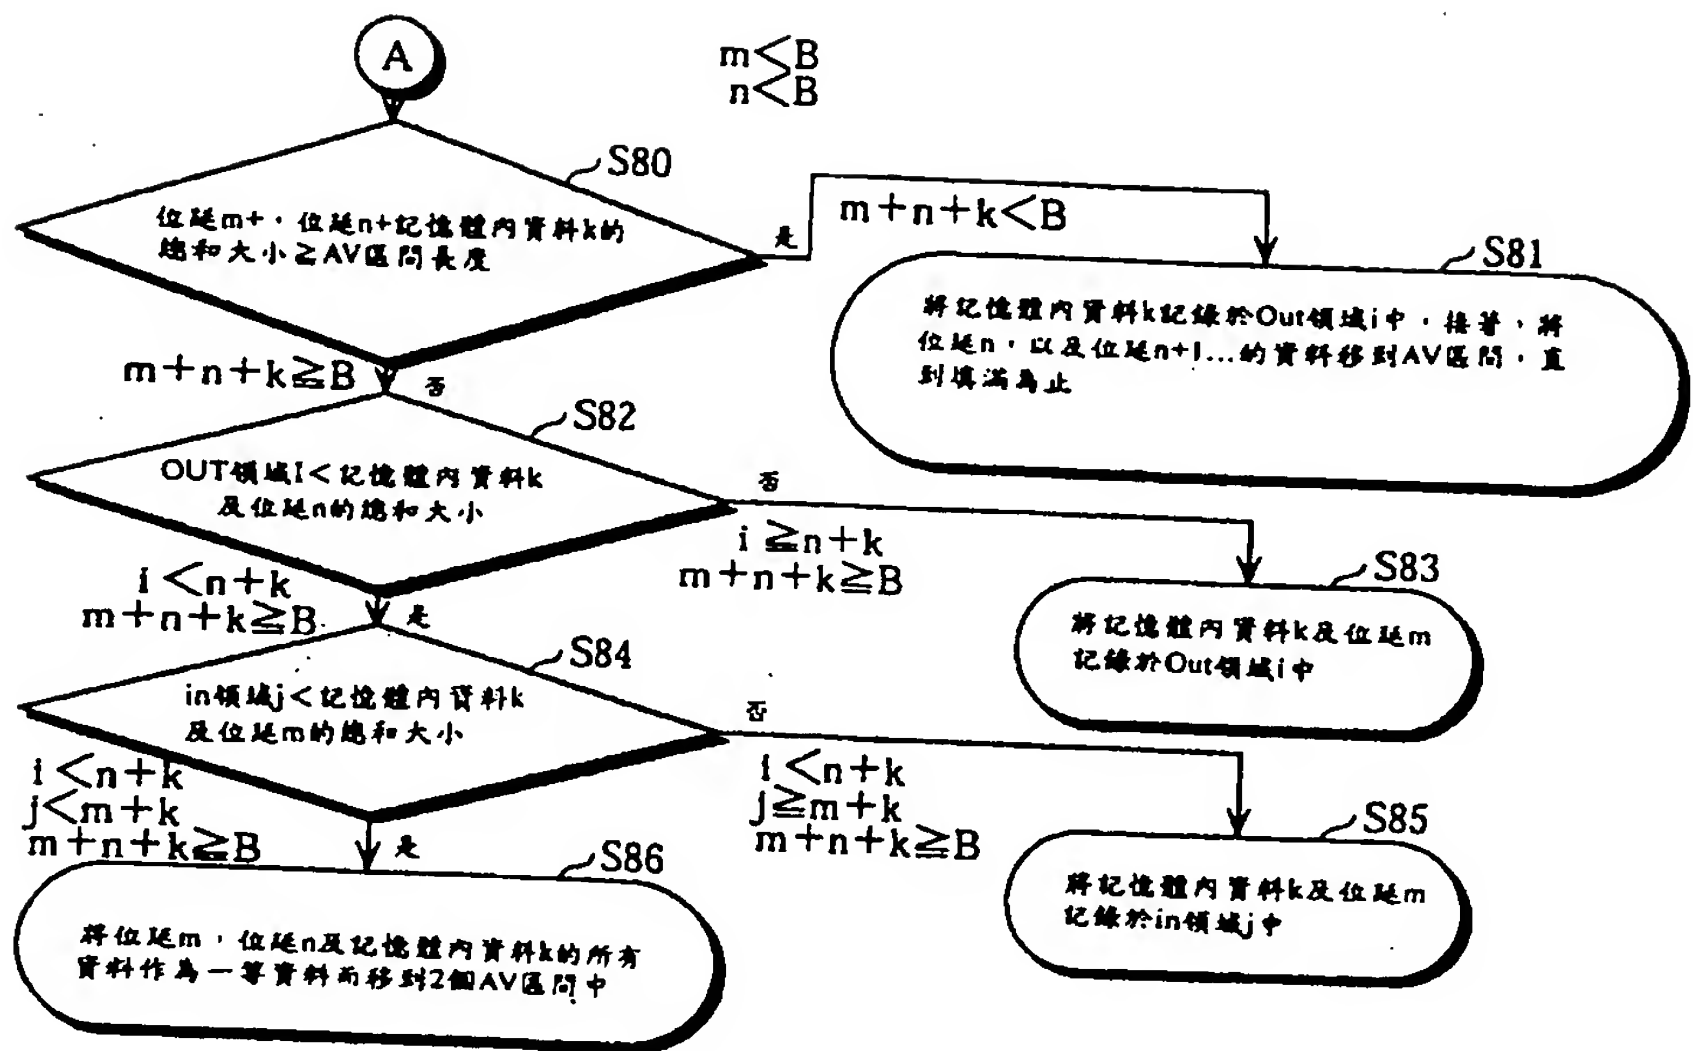 A
m<B
n<B
S80
位延m+，位延n+記憶體內資料k的
總和大小≧AV區間長度
是
m+n+k<B
S81
將記憶體內資料k記錄於Out領域i中，接著，將
位延n，以及位延n+1...的資料移到AV區間，直
到填滿為止
m+n+k≧B
否
S82
OUT領域I<記憶體內資料k
及位延n的總和大小
否
i≧n+k
m+n+k≧B
S83
將記憶體內資料k及位延m
記錄於Out領域i中
i<n+k
m+n+k≧B
是
S84
in領域j<記憶體內資料k
及位延m的總和大小
否
i<n+k
j≧m+k
m+n+k≧B
S85
將記憶體內資料k及位延m
記錄於in領域j中
i<n+k
j<m+k
m+n+k≧B
是
S86
將位延m，位延n及記憶體內資料k的所有
資料作為一等資料而移到2個AV區間中